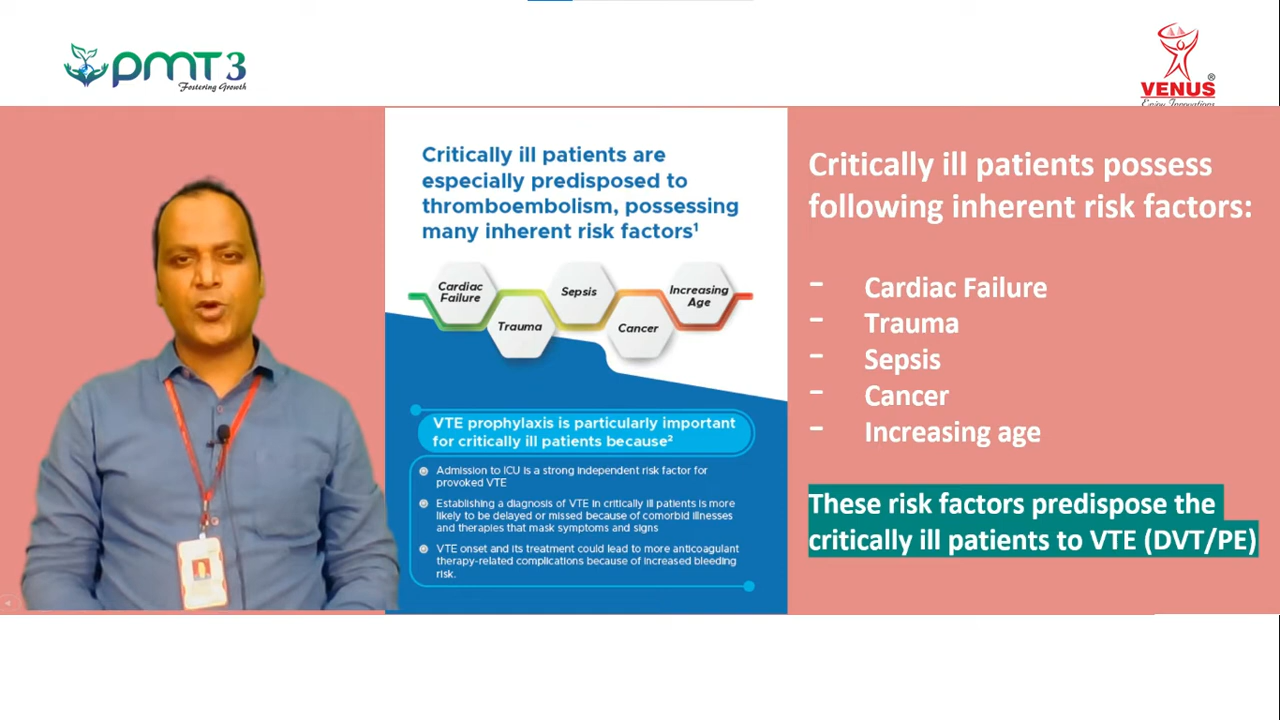 pmt3
Fostering Growth
VENUS®
Enjoy Innovations
Critically ill patients are
especially predisposed to
thromboembolism, possessing
many inherent risk factors¹
Cardiac
Failure
Trauma
Sepsis
Cancer
Increasing
Age
VTE prophylaxis is particularly important
for critically ill patients because²
Admission to ICU is a strong independent risk factor for
provoked VTE
Establishing a diagnosis of VTE in critically ill patients is more
likely to be delayed or missed because of comorbid illnesses
and therapies that mask symptoms and signs
VTE onset and its treatment could lead to more anticoagulant
therapy-related complications because of increased bleeding
risk.
Critically ill patients possess
following inherent risk factors:
- Cardiac Failure
- Trauma
- Sepsis
- Cancer
- Increasing age
These risk factors predispose the
critically ill patients to VTE (DVT/PE)